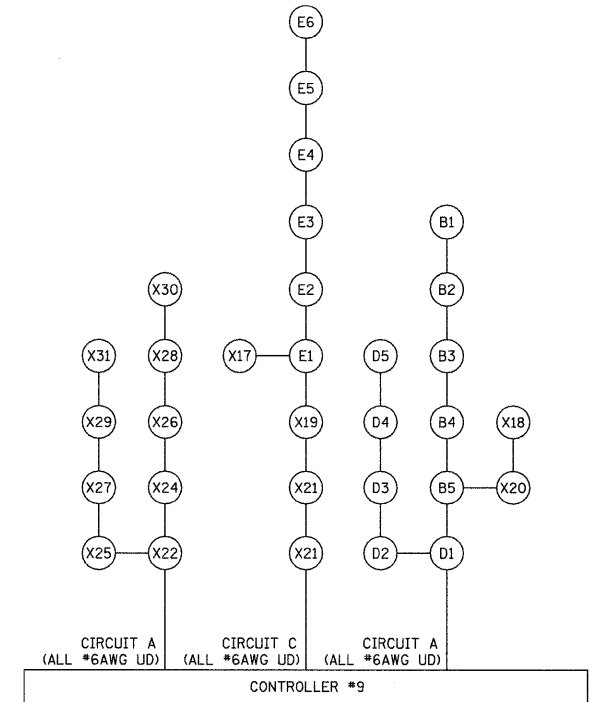 E6
E5
E4
E3
B1
X30
E2
B2
X31
X28
X17
E1
D5
B3
X29
X26
X19
D4
B4
X18
X27
X24
X21
D3
B5
X20
X25
X22
X21
D2
D1
CIRCUIT A
(ALL #6AWG UD)
CIRCUIT C
(ALL #6AWG UD)
CIRCUIT A
(ALL #6AWG UD)
CONTROLLER #9